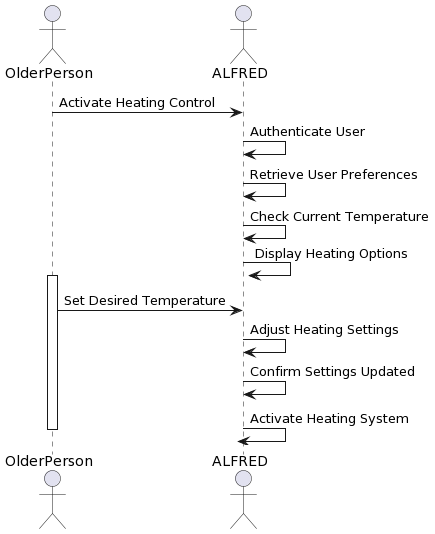 OlderPerson
ALFRED
Activate Heating Control
Authenticate User
Retrieve User Preferences
Check Current Temperature
Display Heating Options
Set Desired Temperature
Adjust Heating Settings
Confirm Settings Updated
Activate Heating System
OlderPerson
ALFRED